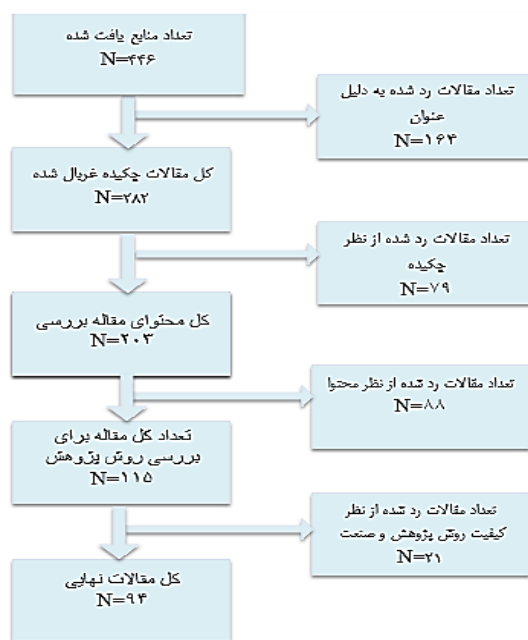 تعداد منابع یافت شده
N=۴۴۶
تعداد مقالات رد شده به دلیل
عنوان
N=۱۶۴
کل مقالات چکیده غربال شده
N=۲۸۲
تعداد مقالات رد شده از نظر
چکیده
N=۷۹
کل محتوای مقاله بررسی
N=۲۰۳
تعداد مقالات رد شده از نظر محتوا
N=۸۸
تعداد کل مقاله برای
بررسی روش پژوهش
N=۱۱۵
تعداد مقالات رد شده از نظر
کیفیت روش پژوهش و صنعت
N=۲۱
کل مقالات نهایی
N=۹۴